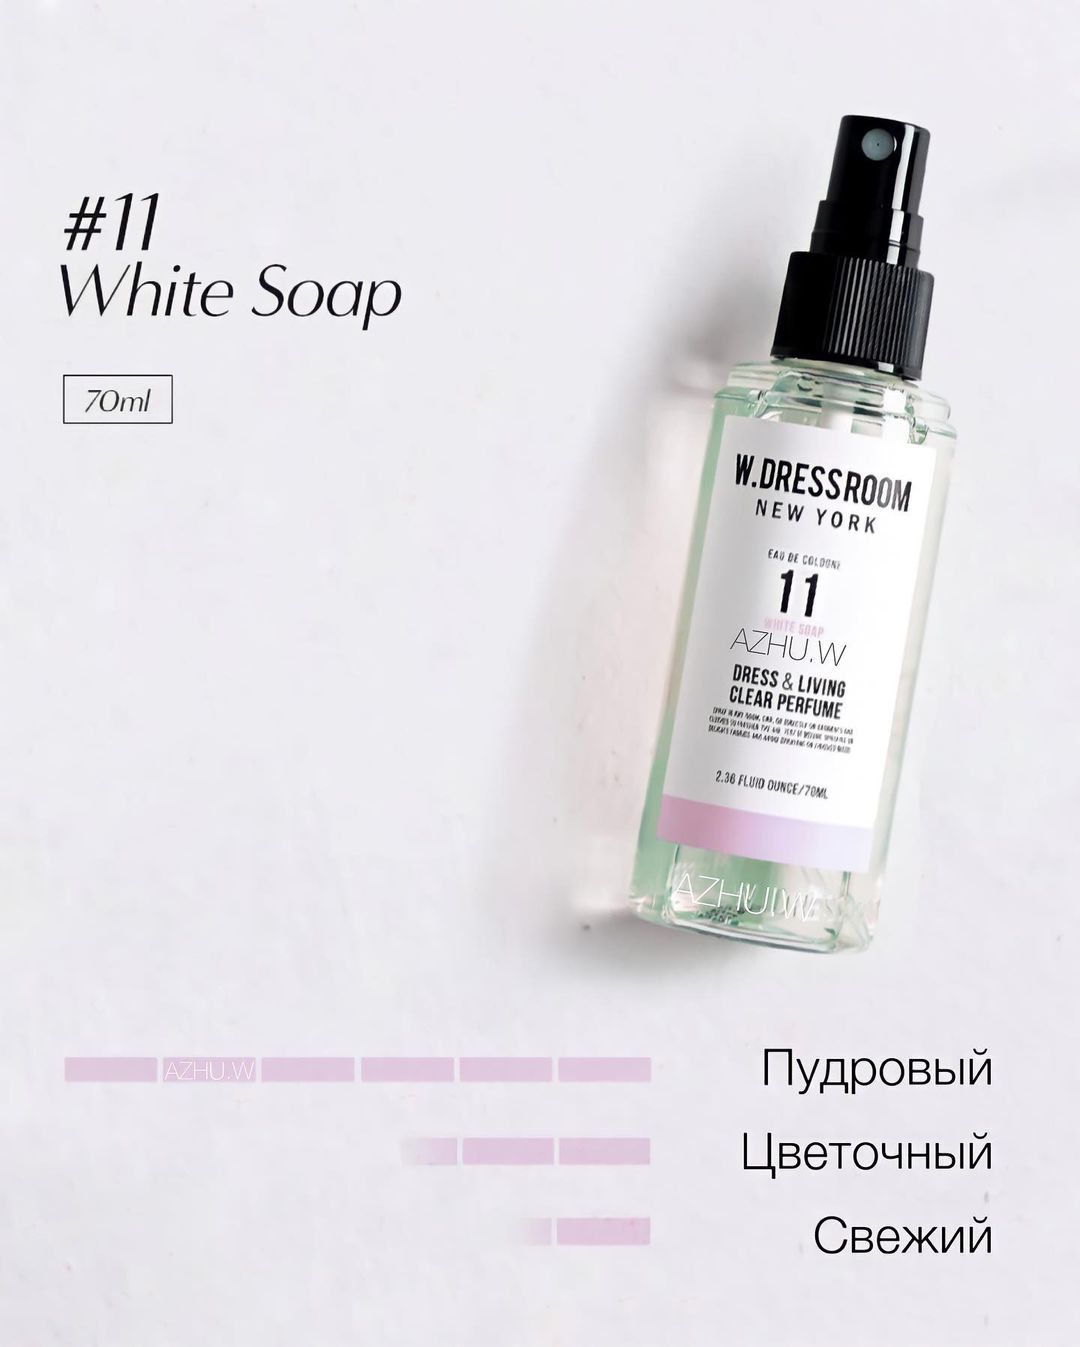 #11
White Soap
70ml
W.DRESSROOM
NEW YORK
EAU DE COLOGNE
11
WHITE SOAP
AZHU.W
DRESS & LIVING
CLEAR PERFUME
2.36 FLUID OUNCE/70ML
AZHU.W
AZHU.W
Пудровый
Цветочный
Свежий